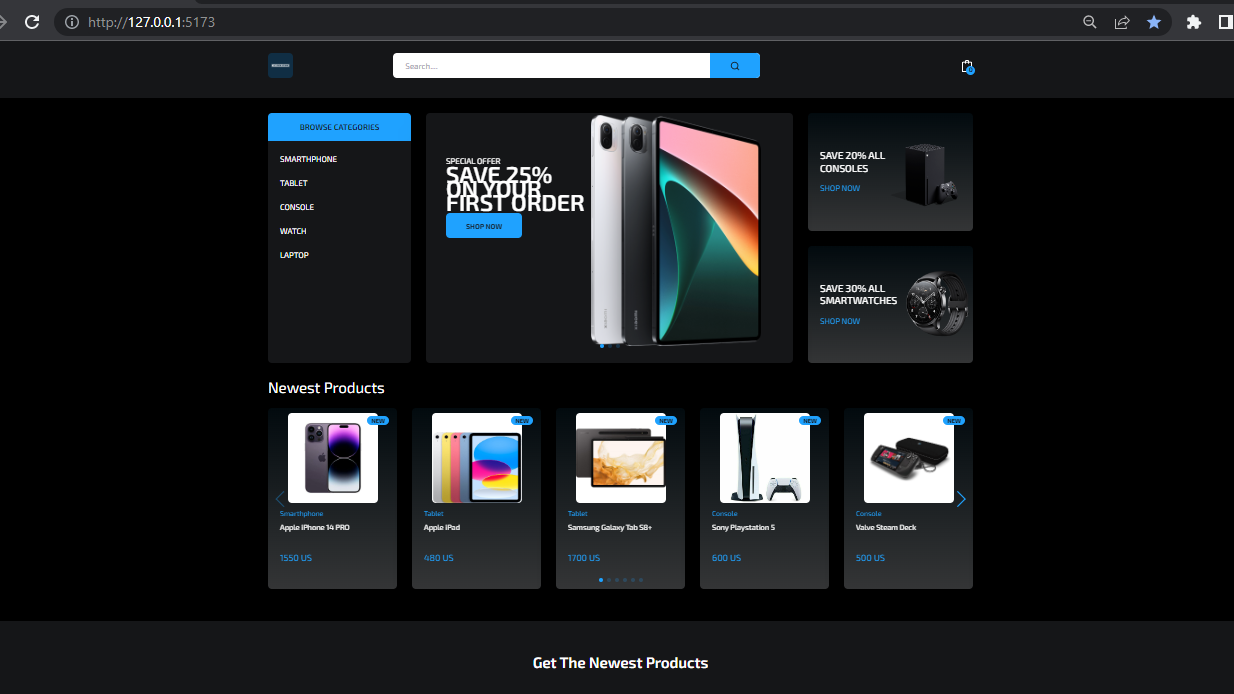 http://127.0.0.1:5173
Search....
0
BROWSE CATEGORIES
SMARTHPHONE
TABLET
CONSOLE
WATCH
LAPTOP
SPECIAL OFFER
SAVE 25%
ON YOUR
FIRST ORDER
SHOP NOW
SAVE 20% ALL
CONSOLES
SHOP NOW
SAVE 30% ALL
SMARTWATCHES
SHOP NOW
Newest Products
NEW
Smarthphone
Apple iPhone 14 PRO
1550 US
NEW
Tablet
Apple IPad
480 US
NEW
Tablet
Samsung Galaxy Tab S8+
1700 US
NEW
Console
Sony Playstation 5
600 US
NEW
Console
Valve Steam Deck
500 US
Get The Newest Products